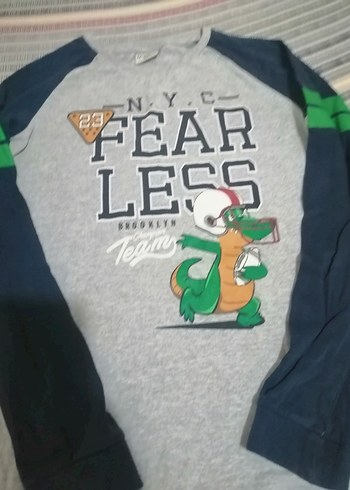 N.Y.C
23
FEAR
LESS
BROOKLYN
Team